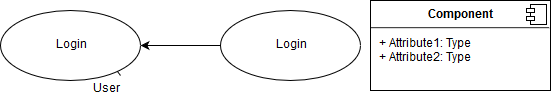 Login
User
Login
Component
+ Attribute1: Type
+ Attribute2: Type